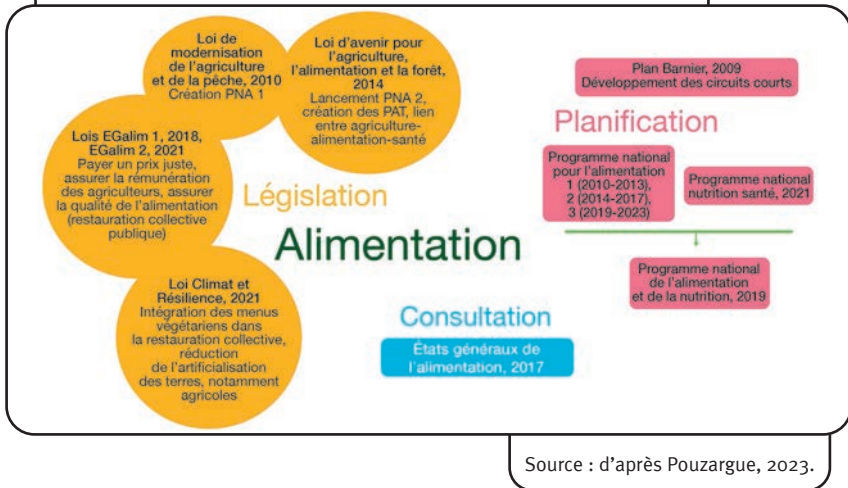 Loi de
modernisation
de l'agriculture
et de la pêche, 2010
Création PNA 1
Loi d'avenir pour
l'agriculture,
l'alimentation et la forêt,
2014
Lancement PNA 2,
création des PAT, lien
entre agriculture-
alimentation-santé
Lois EGalim 1, 2018,
EGalim 2, 2021
Payer un prix juste,
assurer la rémunération
des agriculteurs, assurer
la qualité de l'alimentation
(restauration collective
publique)
Loi Climat et
Résilience, 2021
Intégration des menus
végétariens dans
la restauration collective,
réduction
de l'artificialisation
des terres, notamment
agricoles
Législation
Alimentation
Consultation
États généraux de
l'alimentation, 2017
Plan Barnier, 2009
Développement des circuits courts
Planification
Programme national
pour l'alimentation
1 (2010-2013),
2 (2014-2017),
3 (2019-2023)
Programme national
nutrition santé, 2021
Programme national
de l'alimentation
et de la nutrition, 2019
Source : d'après Pouzargue, 2023.